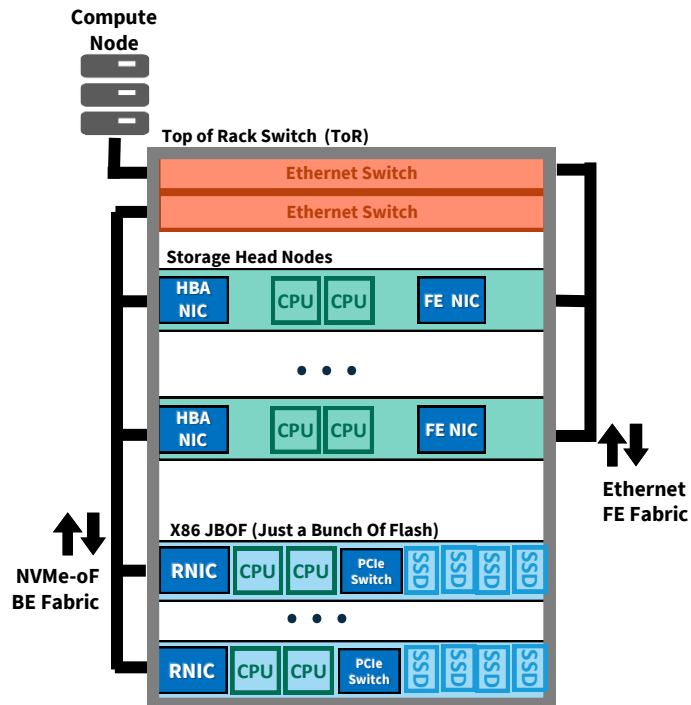 Compute
Node
Top of Rack Switch (ToR)
Ethernet Switch
Ethernet Switch
Storage Head Nodes
HBA
NIC
CPU
CPU
FE NIC
HBA
NIC
CPU
CPU
FE NIC
Ethernet
FE Fabric
X86 JBOF (Just a Bunch Of Flash)
NVMe-oF
BE Fabric
RNIC
CPU
CPU
PCIe
Switch
SSD
SSD
SSD
SSD
RNIC
CPU
CPU
PCIe
Switch
SSD
SSD
SSD
SSD